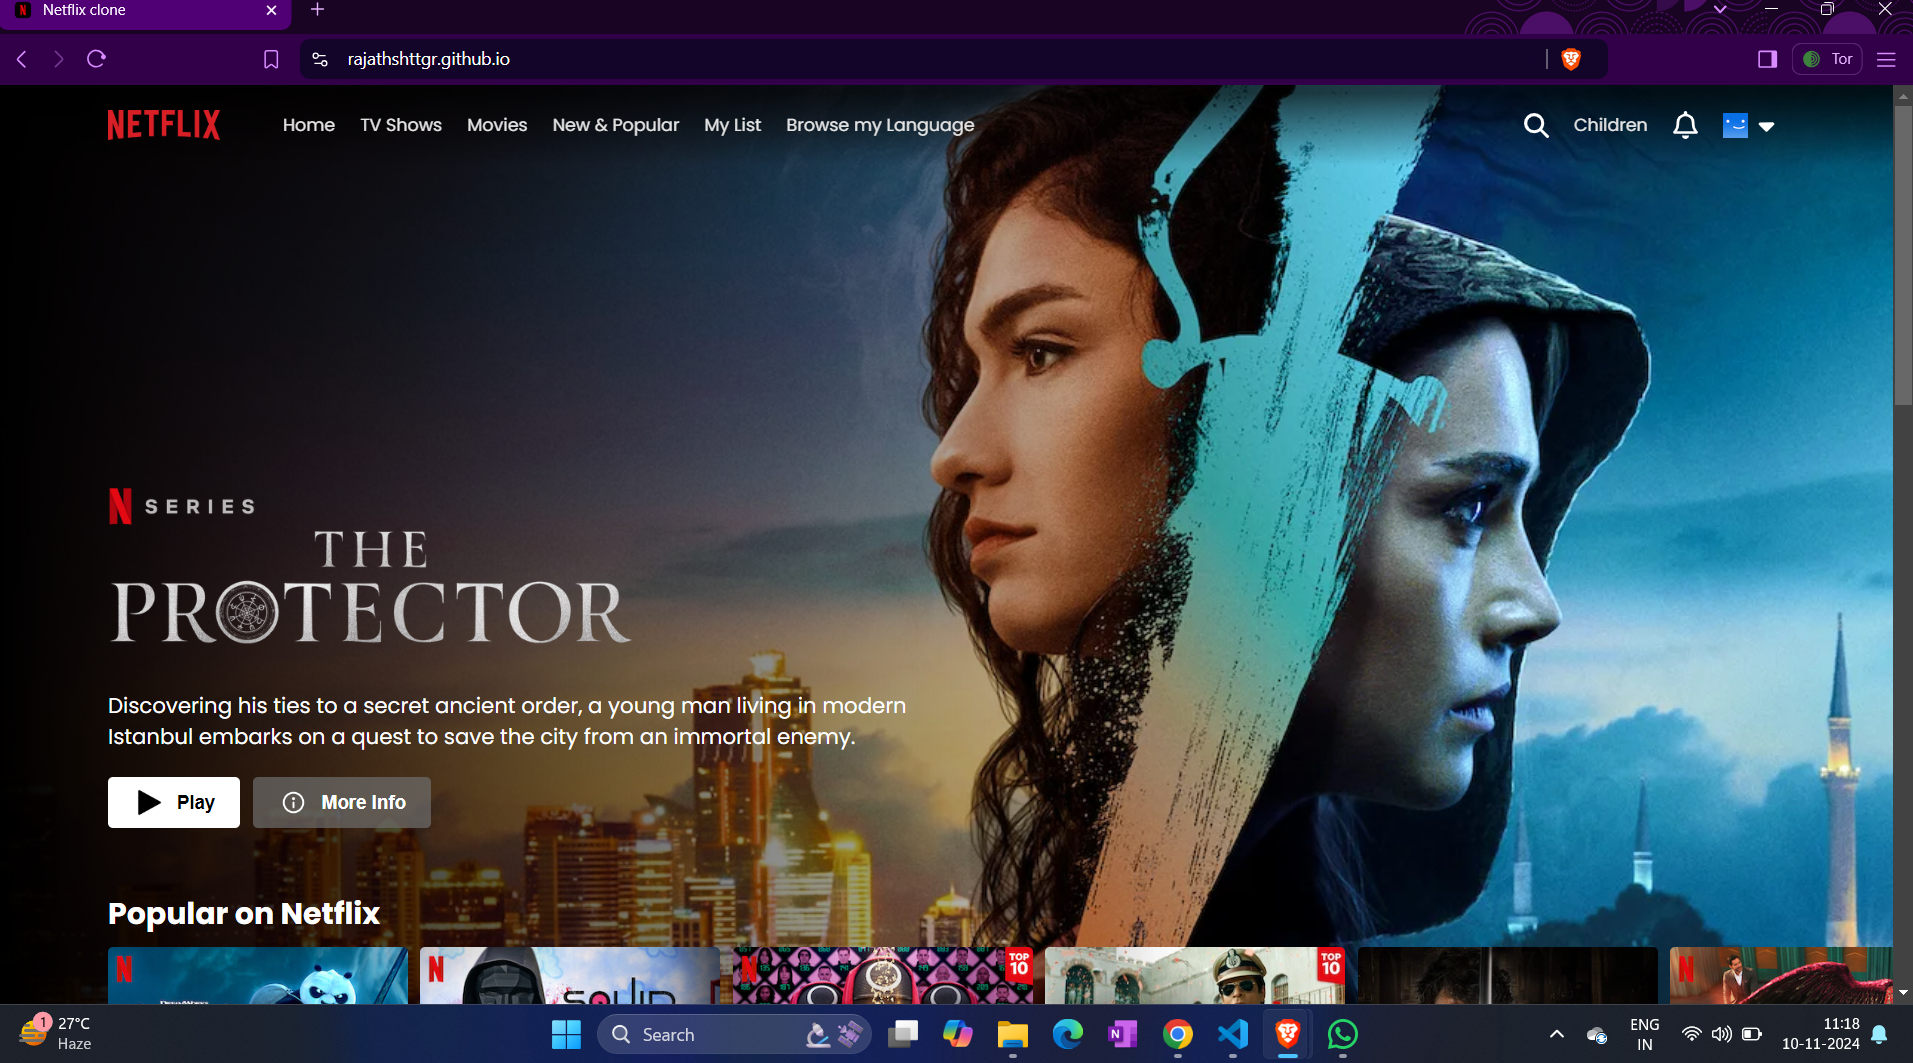 Netflix clone
rajathshttgr.github.io
Tor
NETFLIX
Home
TV Shows
Movies
New & Popular
My List
Browse my Language
Children
N SERIES
THE
PROTECTOR
Discovering his ties to a secret ancient order, a young man living in modern
Istanbul embarks on a quest to save the city from an immortal enemy.
Play
More Info
Popular on Netflix
TOP
10
TOP
10
1
27°C
Haze
Search
ENG
IN
11:18
10-11-2024